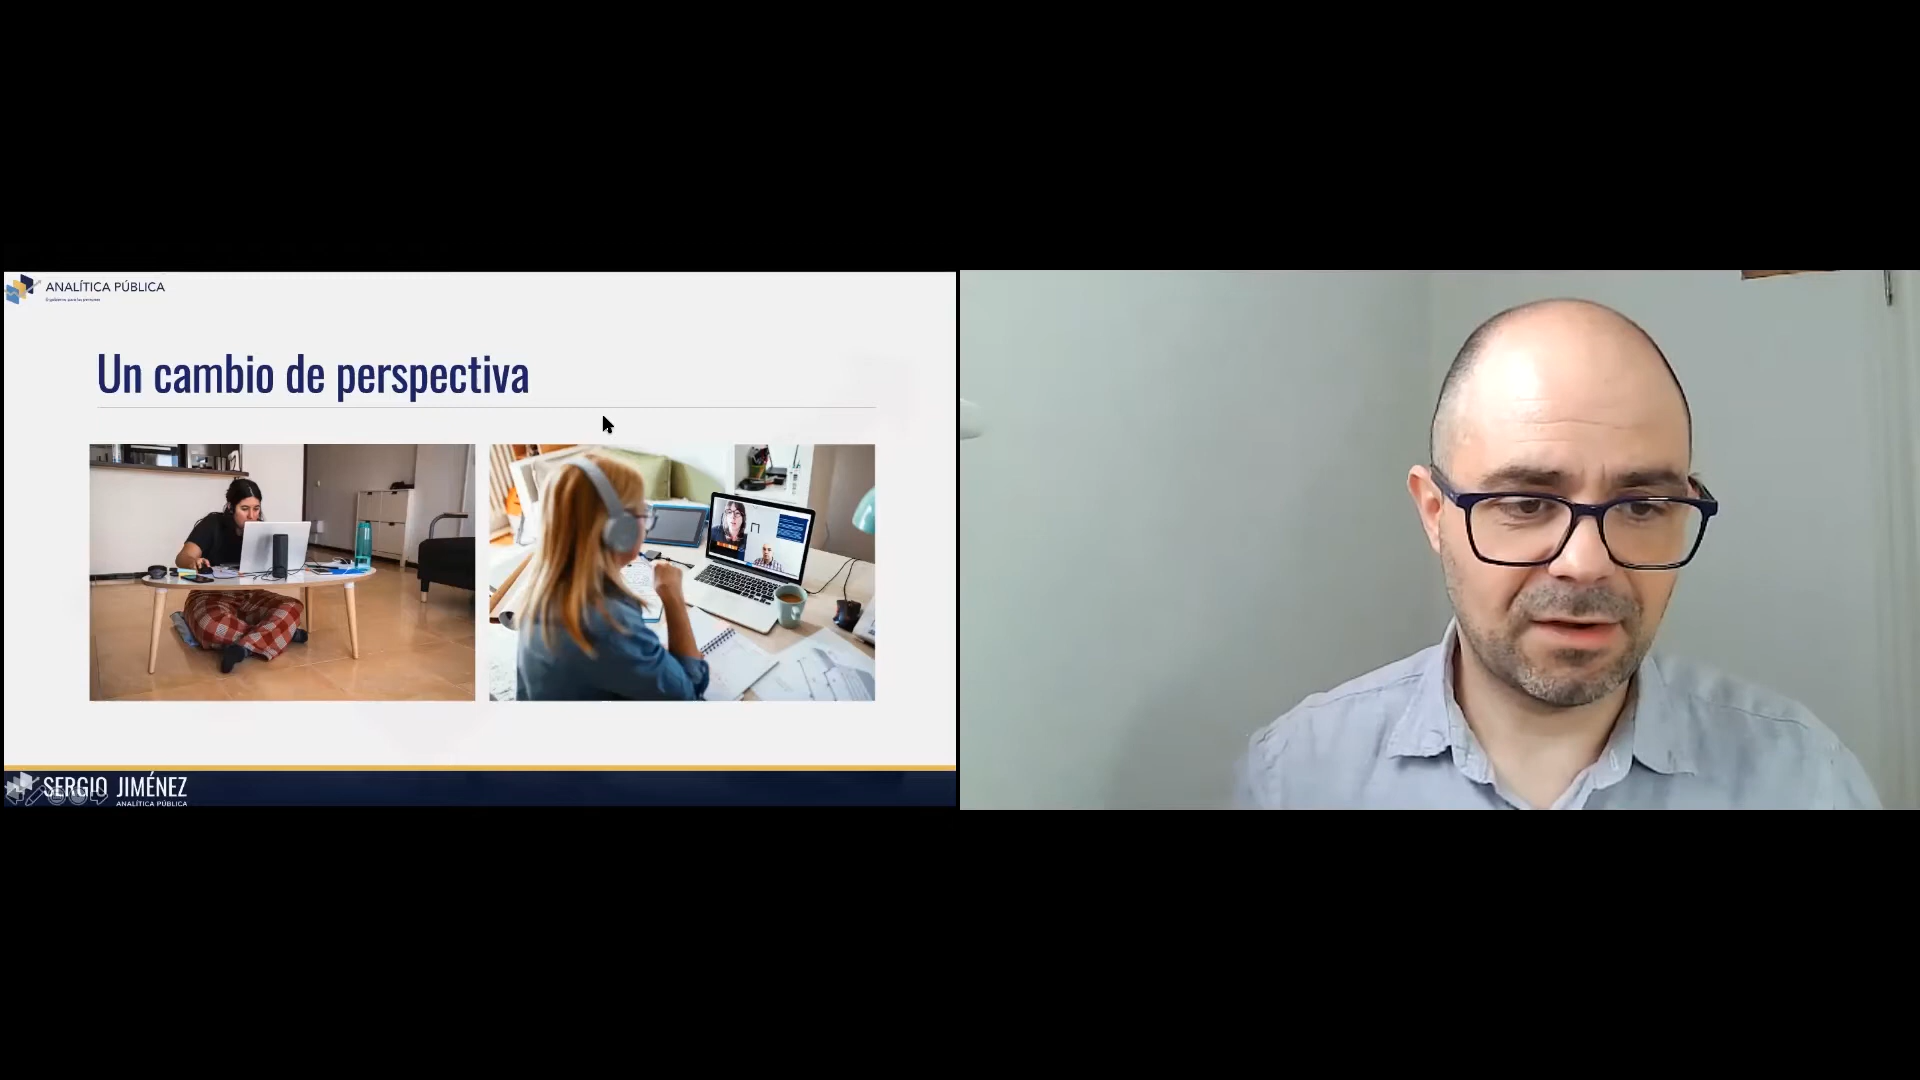 ANALÍTICA PÚBLICA
Un cambio de perspectiva
SERGIO JIMÉNEZ
ANALÍTICA PÚBLICA